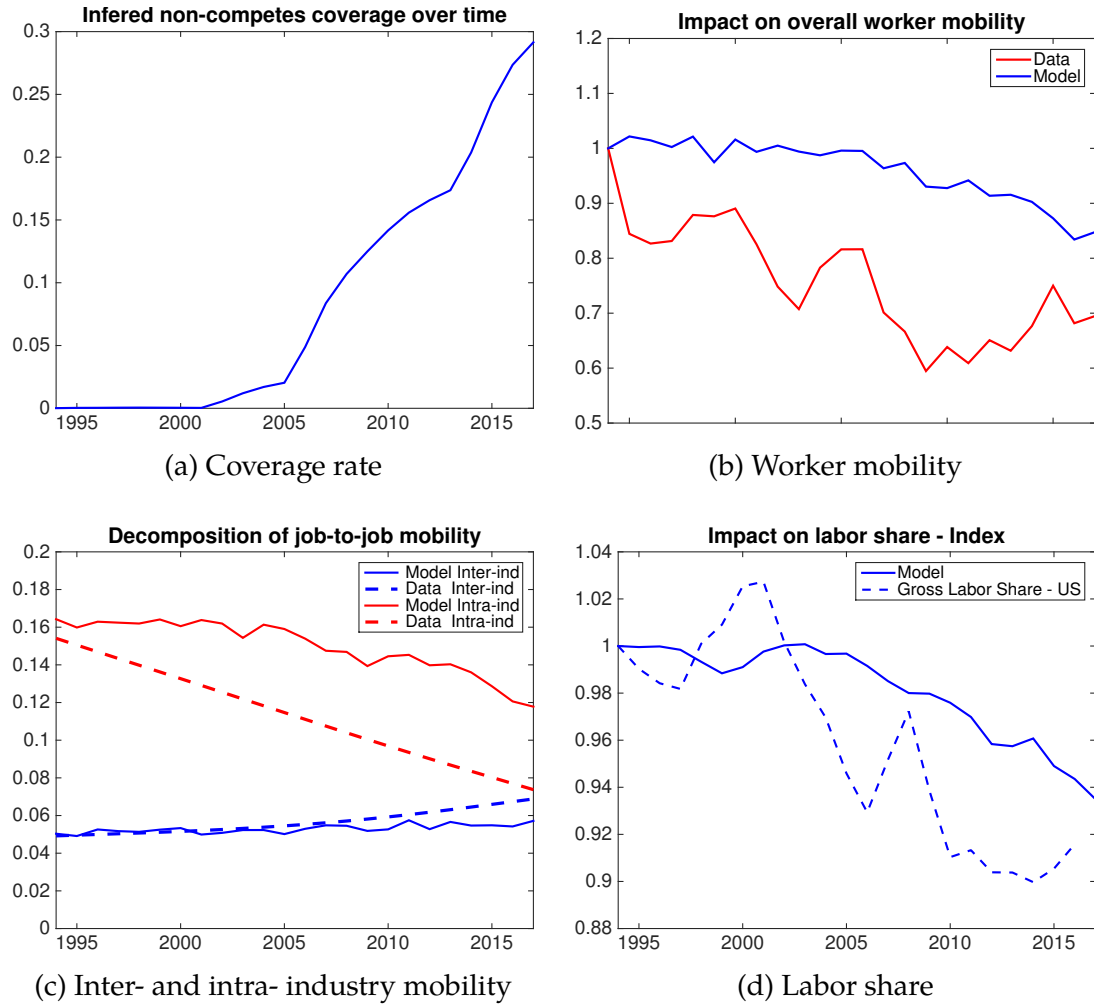 Infered non-competes coverage over time
0.3
0.25
0.2
0.15
0.1
0.05
0
1995 2000 2005 2010 2015
(a) Coverage rate
Impact on overall worker mobility
1.2
1.1
1
0.9
0.8
0.7
0.6
0.5
Data
Model
(b) Worker mobility
Decomposition of job-to-job mobility
0.2
0.18
0.16
0.14
0.12
0.1
0.08
0.06
0.04
0.02
0
1995 2000 2005 2010 2015
Model Inter-ind
Data Inter-ind
Model Intra-ind
Data Intra-ind
(c) Inter- and intra- industry mobility
Impact on labor share - Index
1.04
1.02
1
0.98
0.96
0.94
0.92
0.9
0.88
1995 2000 2005 2010 2015
Model
Gross Labor Share - US
(d) Labor share